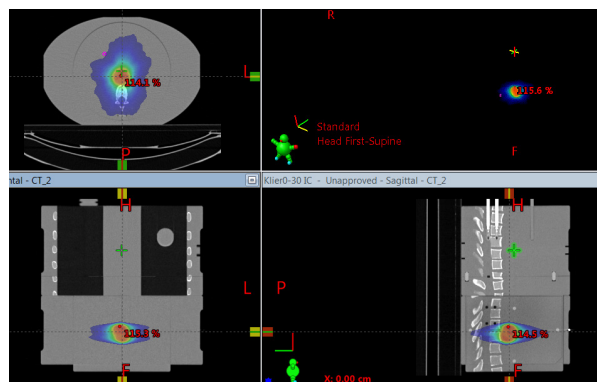 R
L
114.1 %
115.6 %
Standard
Head First-Supine
P
F
ntal - CT_2
Klier0-30 IC - Unapproved - Sagittal - CT_2
H
H
L
P
119.3 %
114.5 %
F
F
X: 0.00 cm